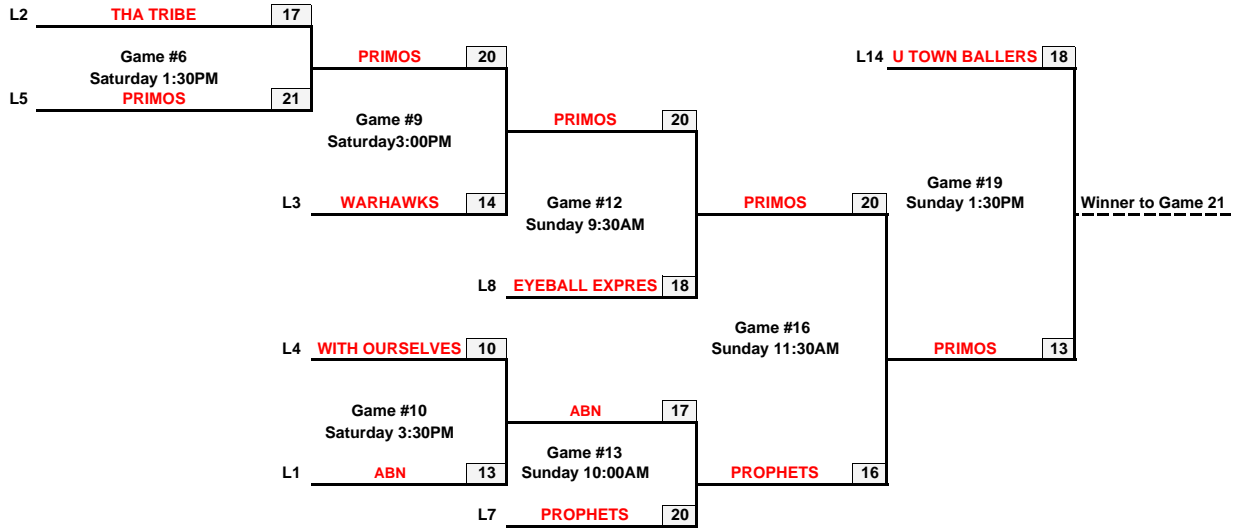 L2 THA TRIBE 17
Game #6
Saturday 1:30PM
L5 PRIMOS 21
PRIMOS 20
Game #9
Saturday3:00PM
L3 WARHAWKS 14
PRIMOS 20
Game #12
Sunday 9:30AM
L8 EYEBALL EXPRES 18
L4 WITH OURSELVES 10
Game #10
Saturday 3:30PM
L1 ABN 13
ABN 17
Game #13
Sunday 10:00AM
L7 PROPHETS 20
PRIMOS 20
Game #16
Sunday 11:30AM
PROPHETS 16
L14 U TOWN BALLERS 18
Game #19
Sunday 1:30PM
PRIMOS 13
Winner to Game 21